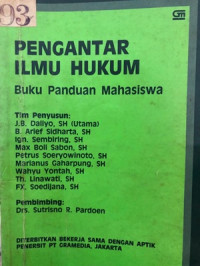 93
GM
PENGANTAR
ILMU HUKUM
Buku Panduan Mahasiswa
Tim Penyusun:
J.B. Daliyo, SH (Utama)
B. Arief Sidharta, SH
Ign. Sembiring, SH
Max Boli Sabon, SH
Petrus Soeryowinoto, SH
Marianus Gaharpung, SH
Wahyu Yontah, SH
Th. Linawati, SH
FX. Soedijana, SH
Pembimbing:
Drs. Sutrisno R. Pardoen
DITERBITKAN BEKERJA SAMA DENGAN APTIK
PENERBIT PT GRAMEDIA, JAKARTA